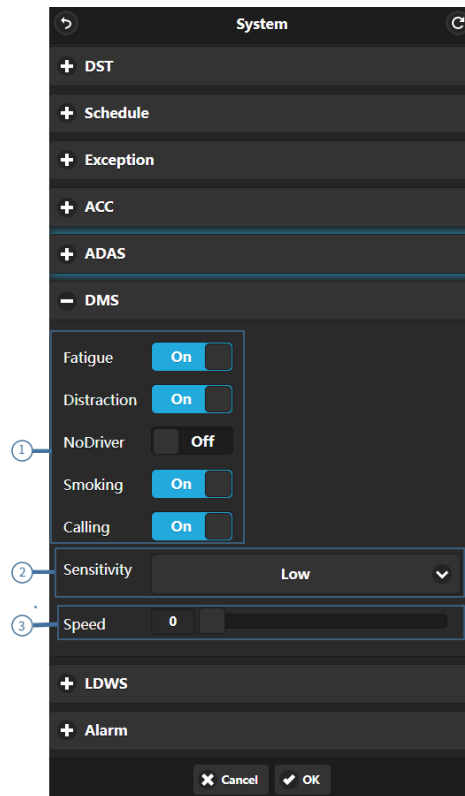 System
DST
Schedule
Exception
ACC
ADAS
DMS
Fatigue On
Distraction On
1 NoDriver Off
Smoking On
Calling On
2 Sensitivity Low
3 Speed 0
LDWS
Alarm
Cancel OK